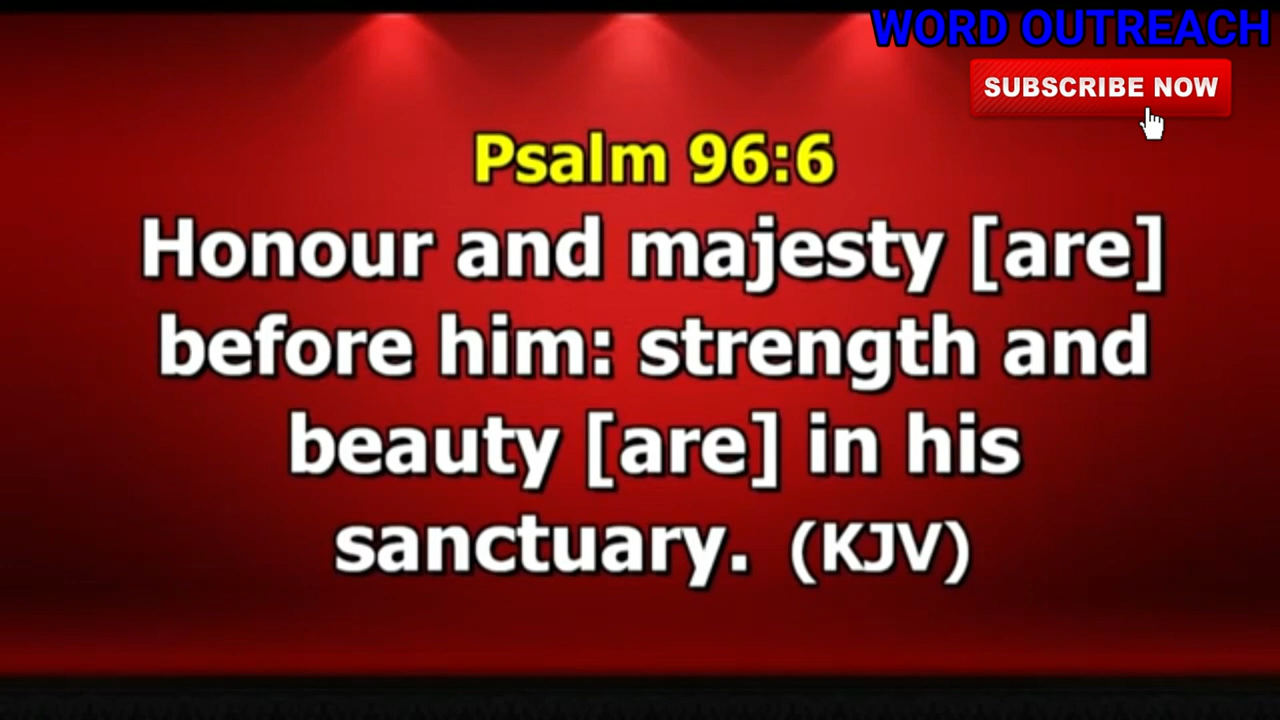 WORD OUTREACH
SUBSCRIBE NOW
Psalm 96:6
Honour and majesty [are]
before him: strength and
beauty [are] in his
sanctuary. (KJV)